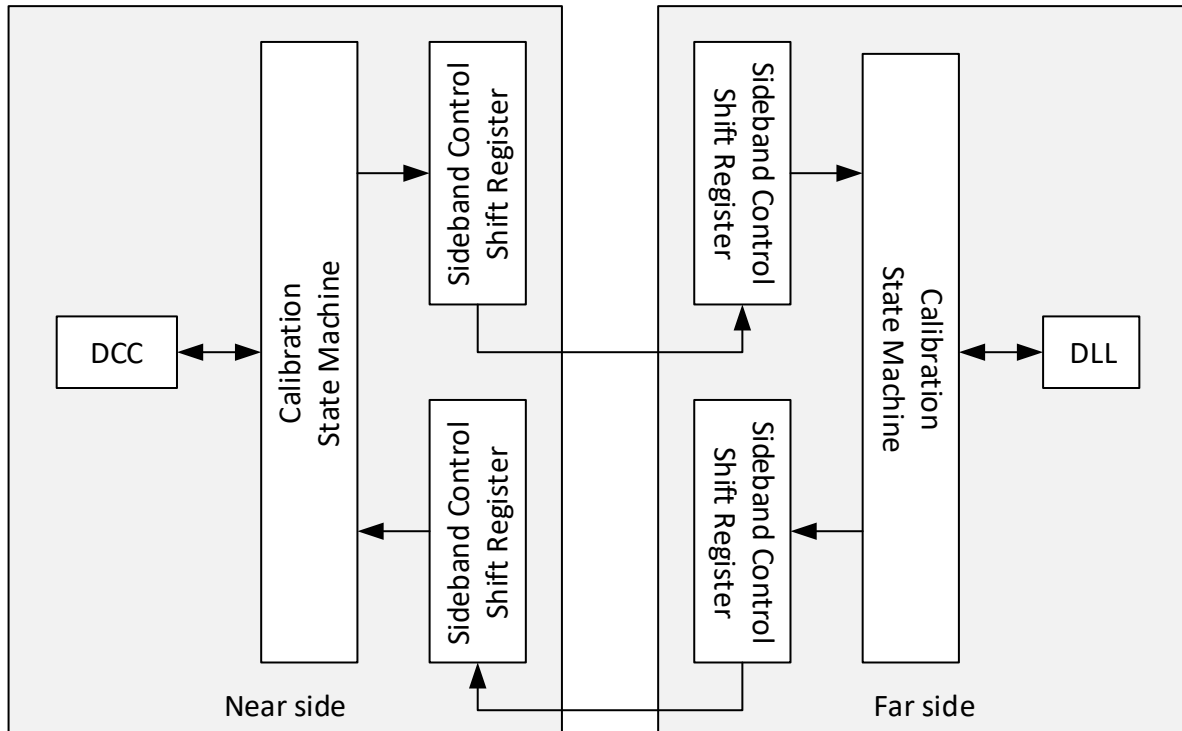 DCC
Calibration
State Machine
Sideband Control
Shift Register
Sideband Control
Shift Register
Near side
Sideband Control
Shift Register
Sideband Control
Shift Register
Calibration
State Machine
DLL
Far side